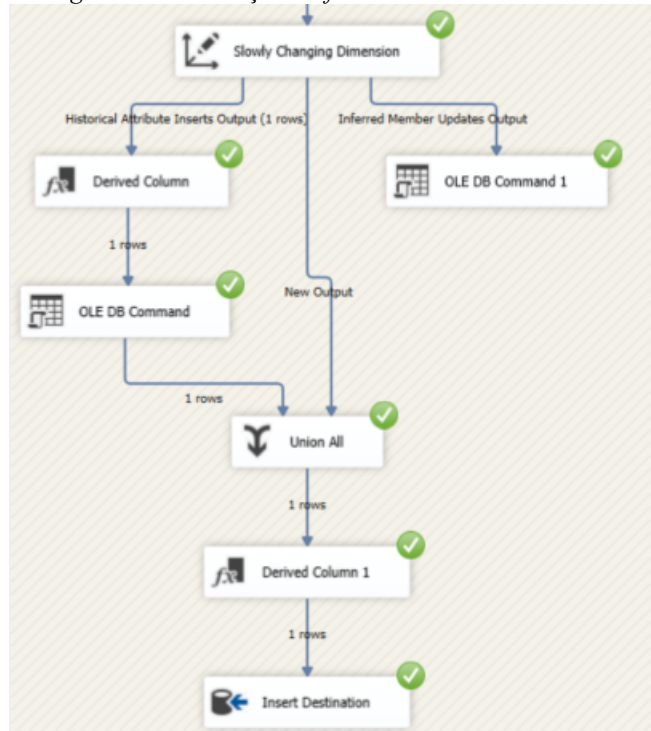 Slowly Changing Dimension
Historical Attribute Inserts Output (1 rows)
Inferred Member Updates Output
Derived Column
OLE DB Command 1
1 rows
OLE DB Command
New Output
1 rows
Union All
1 rows
Derived Column 1
1 rows
Insert Destination